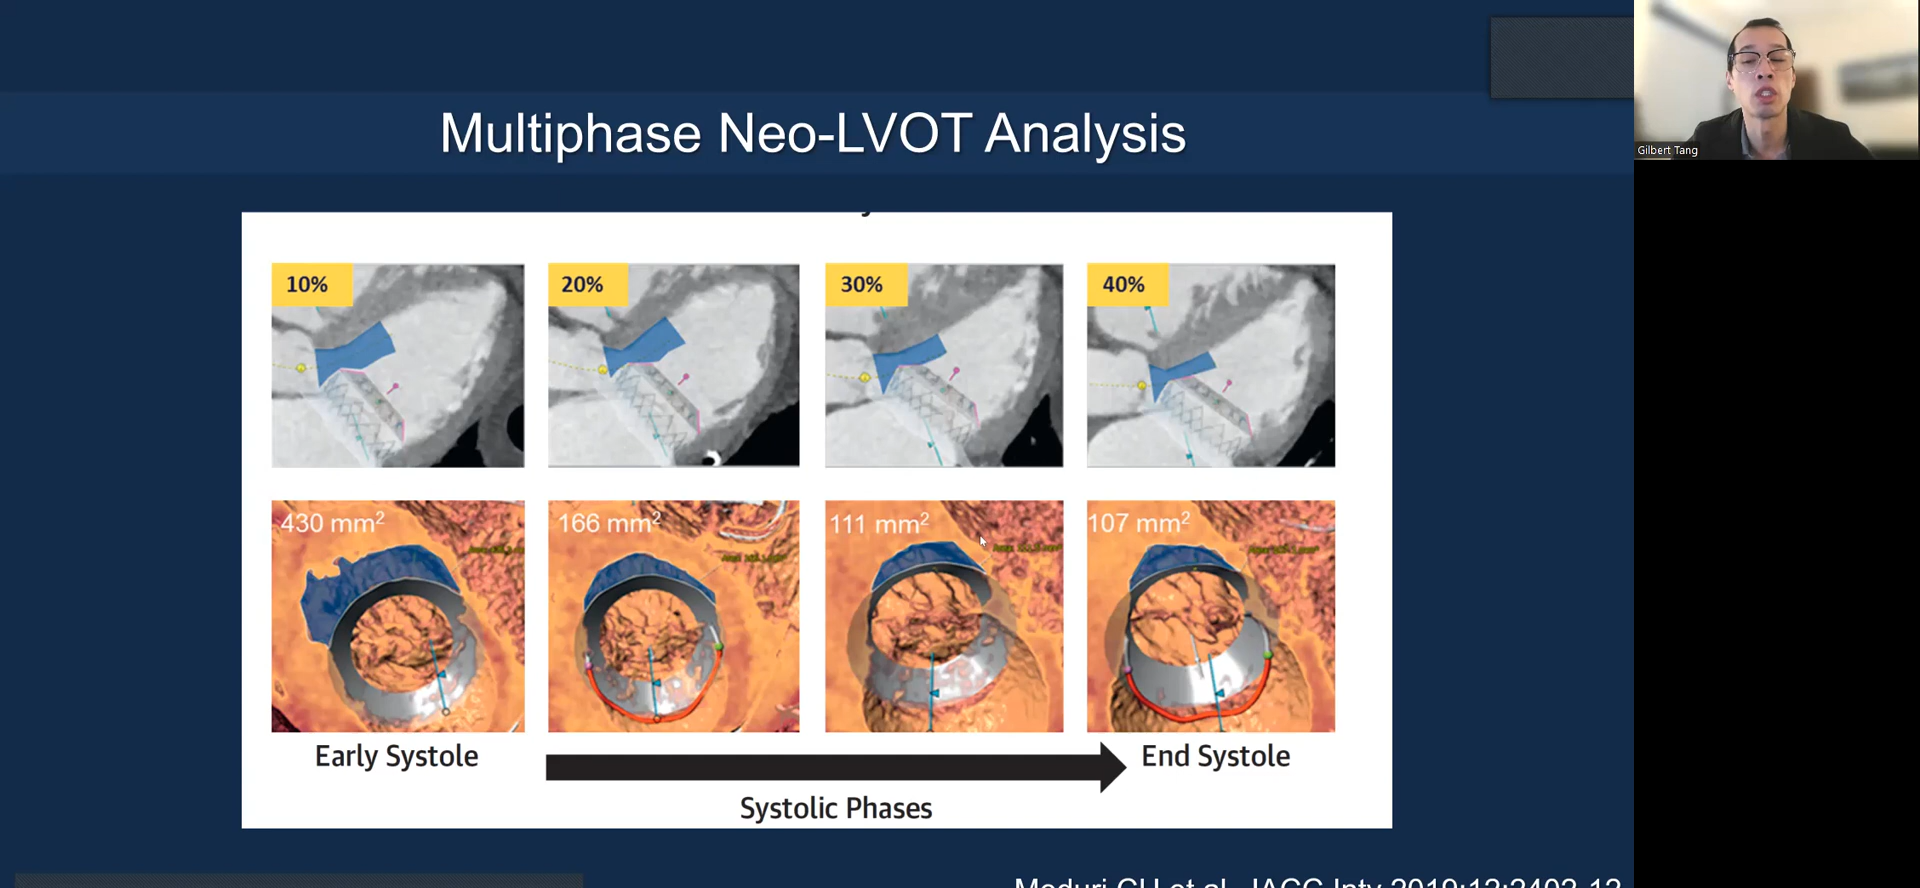 Multiphase Neo-LVOT Analysis
Gilbert Tang
10% 20% 30% 40%
430 mm² 166 mm² 111 mm² 107 mm²
Early Systole End Systole
Systolic Phases